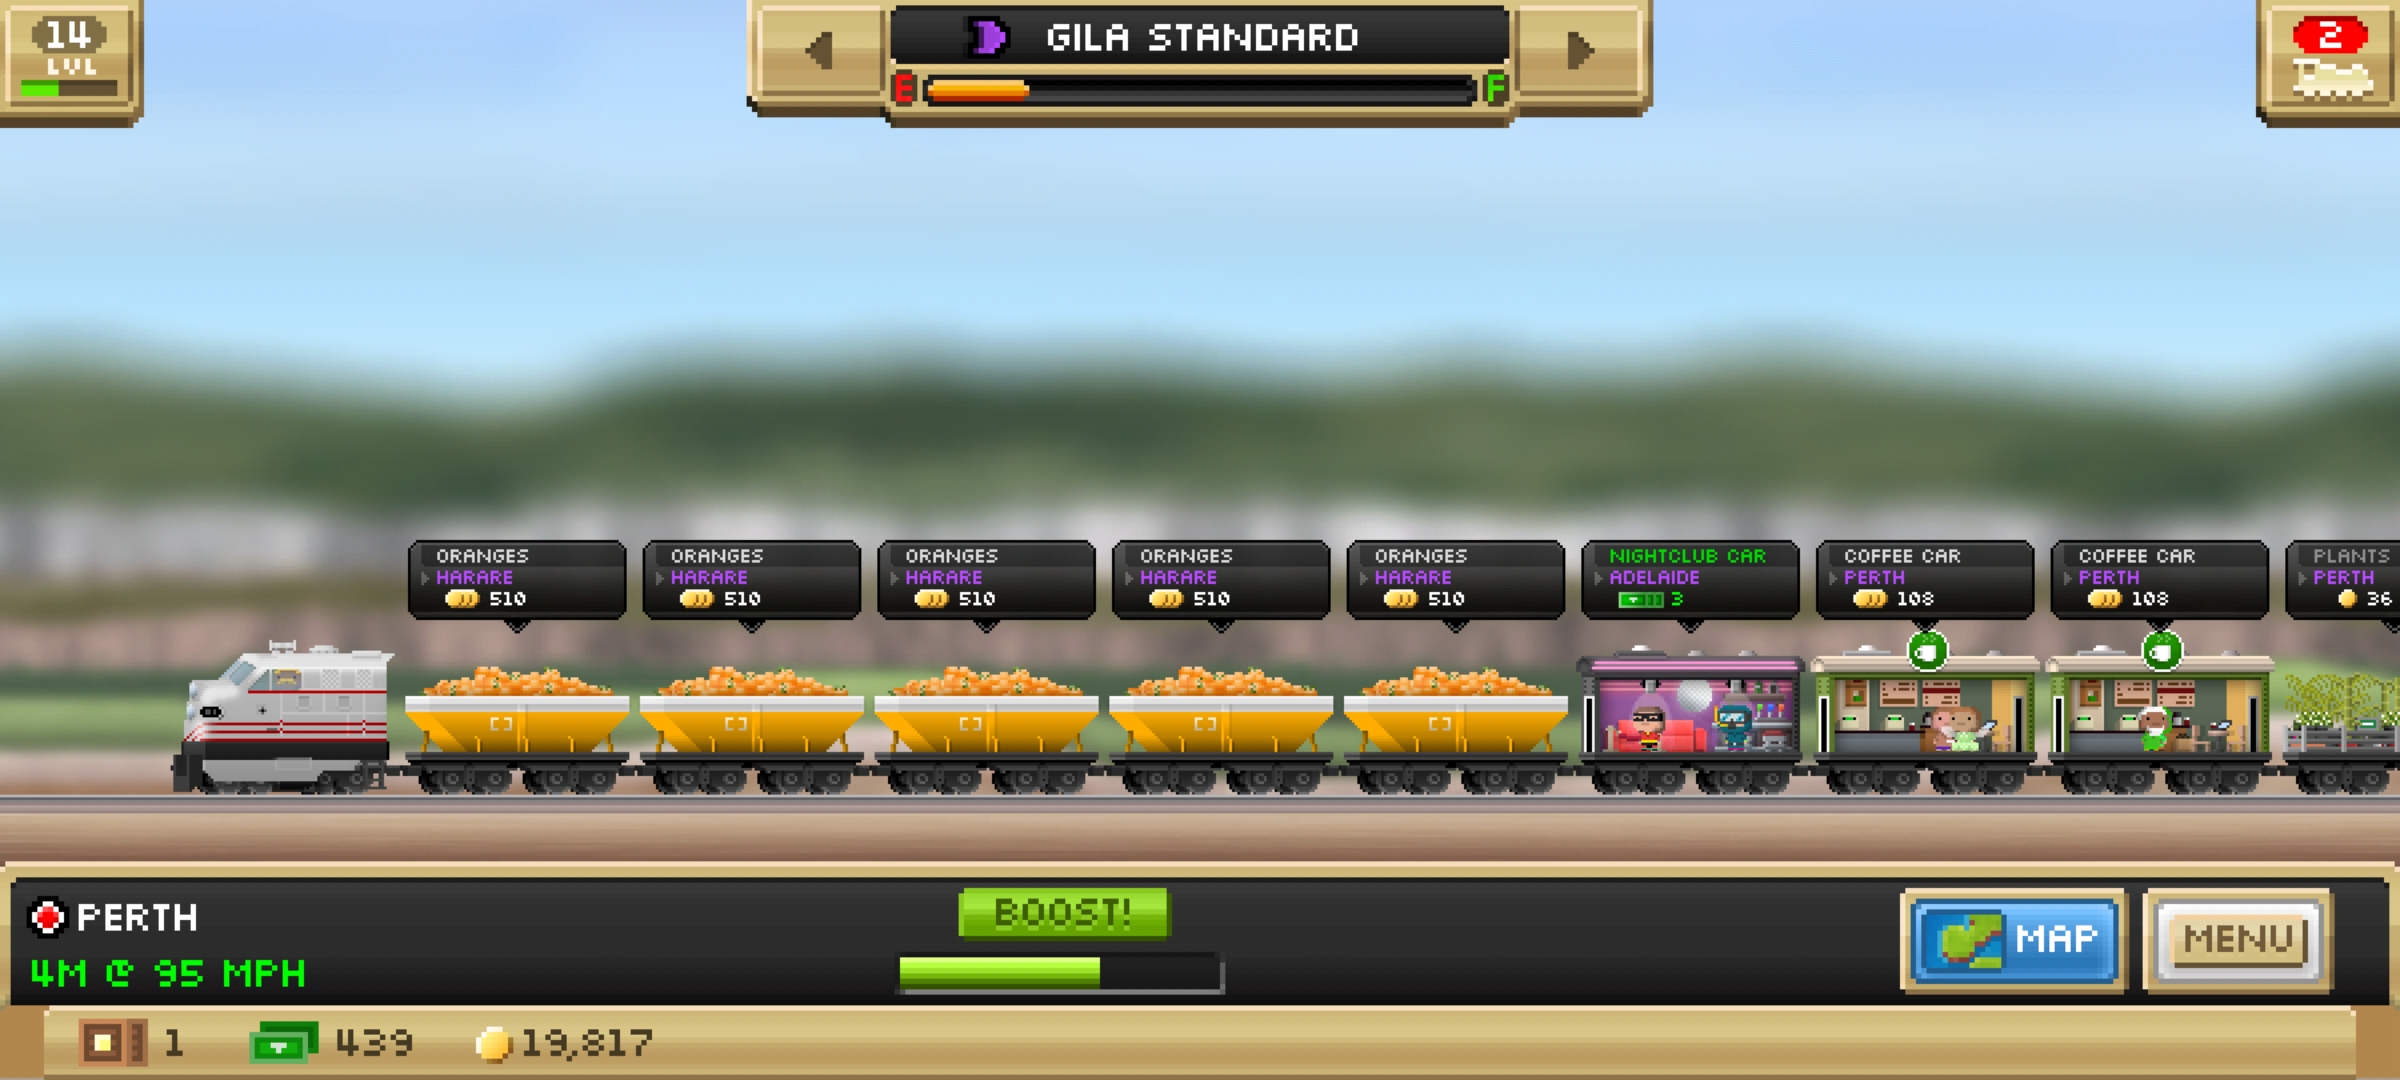 14
LVL
GILA STANDARD
E F
2
ORANGES
HARARE
510
ORANGES
HARARE
510
ORANGES
HARARE
510
ORANGES
HARARE
510
ORANGES
HARARE
510
NIGHTCLUB CAR
ADELAIDE
3
COFFEE CAR
PERTH
108
COFFEE CAR
PERTH
108
PLANTS
PERTH
36
PERTH
4M @ 95 MPH
BOOST!
MAP
MENU
1 439 19,817